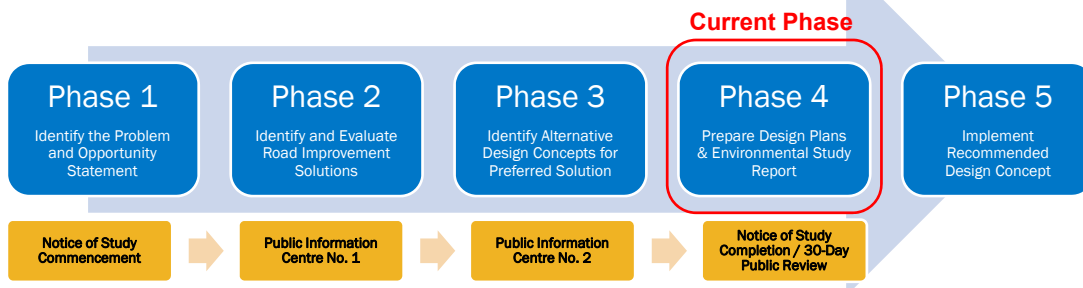 Current Phase
Phase 1
Identify the Problem
and Opportunity
Statement
Phase 2
Identify and Evaluate
Road Improvement
Solutions
Phase 3
Identify Alternative
Design Concepts for
Preferred Solution
Phase 4
Prepare Design Plans
& Environmental Study
Report
Phase 5
Implement
Recommended
Design Concept
Notice of Study
Commencement
Public Information
Centre No. 1
Public Information
Centre No. 2
Notice of Study
Completion / 30-Day
Public Review